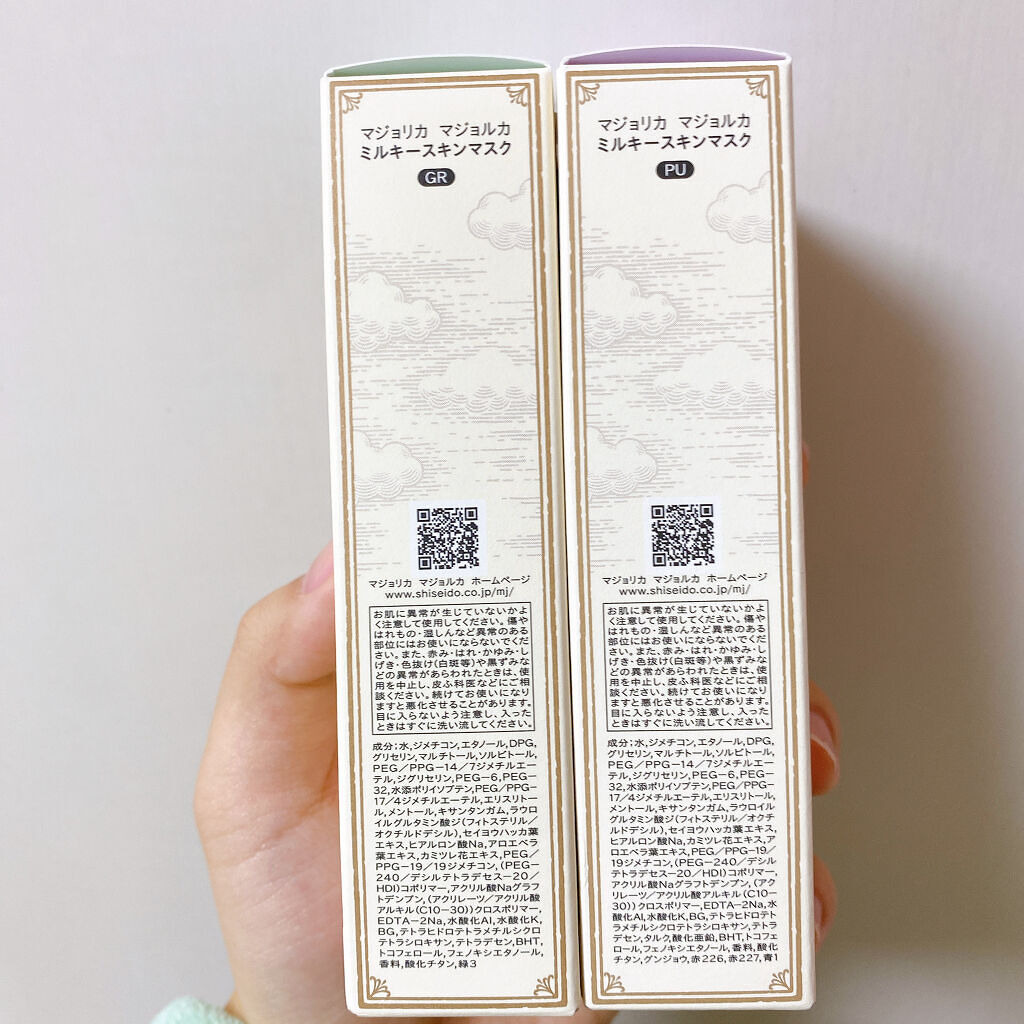 マジョリカ マジョルカ
ミルキースキンマスク
GR
マジョリカ マジョルカ ホームページ
www.shiseido.co.jp/mj/
お肌に異常が生じていないかよ
く注意して使用してください。傷や
はれもの・湿しんなど異常のある
部位にはお使いにならないでくだ
さい。また、赤み・はれ・かゆみ・し
げき・色抜け(白斑等)や黒ずみな
どの異常があらわれたときは、使
用を中止し、皮ふ科医などにご相
談ください。続けてお使いになり
ますと悪化させることがあります。
目に入らないよう注意し、入った
ときはすぐに洗い流してください。
成分:水,ジメチコン,エタノール,DPG,
グリセリン,マルチトール,ソルビトール,
PEG/PPG-14/7ジメチルエー
テル,ジグリセリン,PEG-6,PEG-
32,水添ポリイソブテン,PEG/PPG-
17/4ジメチルエーテル,エリスリトー
ル,メントール,キサンタンガム,ラウロ
イルグルタミン酸ジ(フィトステリル/
オクチルドデシル),セイヨウハッカ葉
エキス,ヒアルロン酸Na,アロエベラ
葉エキス,カミツレ花エキス,PEG/
PPG-19/19ジメチコン,(PEG-
240/デシルテトラデセス-20/
HDI)コポリマー,アクリル酸Naグラフ
トデンプン,(アクリレーツ/アクリル酸
アルキル(C10-30))クロスポリマー,
EDTA-2Na,水酸化Al,水酸化K,
BG,テトラヒドロテトラメチルシクロ
テトラシロキサン,テトラデセン,BHT,
トコフェロール,フェノキシエタノール,
香料,酸化チタン,緑3
マジョリカ マジョルカ
ミルキースキンマスク
PU
マジョリカ マジョルカ ホームページ
www.shiseido.co.jp/mj/
お肌に異常が生じていないかよ
く注意して使用してください。傷や
はれもの・湿しんなど異常のある
部位にはお使いにならないでくだ
さい。また、赤み・はれ・かゆみ・し
げき・色抜け(白斑等)や黒ずみな
どの異常があらわれたときは、使
用を中止し、皮ふ科医などにご相
談ください。続けてお使いになり
ますと悪化させることがあります。
目に入らないよう注意し、入った
ときはすぐに洗い流してください。
成分:水,ジメチコン,エタノール,DPG,
グリセリン,マルチトール,ソルビトール,
PEG/PPG-14/7ジメチルエー
テル,ジグリセリン,PEG-6,PEG-
32,水添ポリイソブテン,PEG/PPG-
17/4ジメチルエーテル,エリスリトール,
メントール,キサンタンガム,ラウロイル
グルタミン酸ジ(フィトステリル/オクチ
ルドデシル),セイヨウハッカ葉エキス,
ヒアルロン酸Na,カミツレ花エキス,ア
ロエベラ葉エキス,PEG/PPG-19/
19ジメチコン,(PEG-240/デシル
テトラデセス-20/HDI)コポリマー,
アクリル酸Naグラフトデンプン,(アク
リレーツ/アクリル酸アルキル(C10-
30))クロスポリマー,EDTA-2Na,
水酸化Al,水酸化K,BG,テトラヒドロテト
ラメチルシクロテトラシロキサン,テトラ
デセン,タルク,酸化亜鉛,BHT,トコフェ
ロール,フェノキシエタノール,香料,酸化
チタン,グンジョウ,赤226,赤227,青1